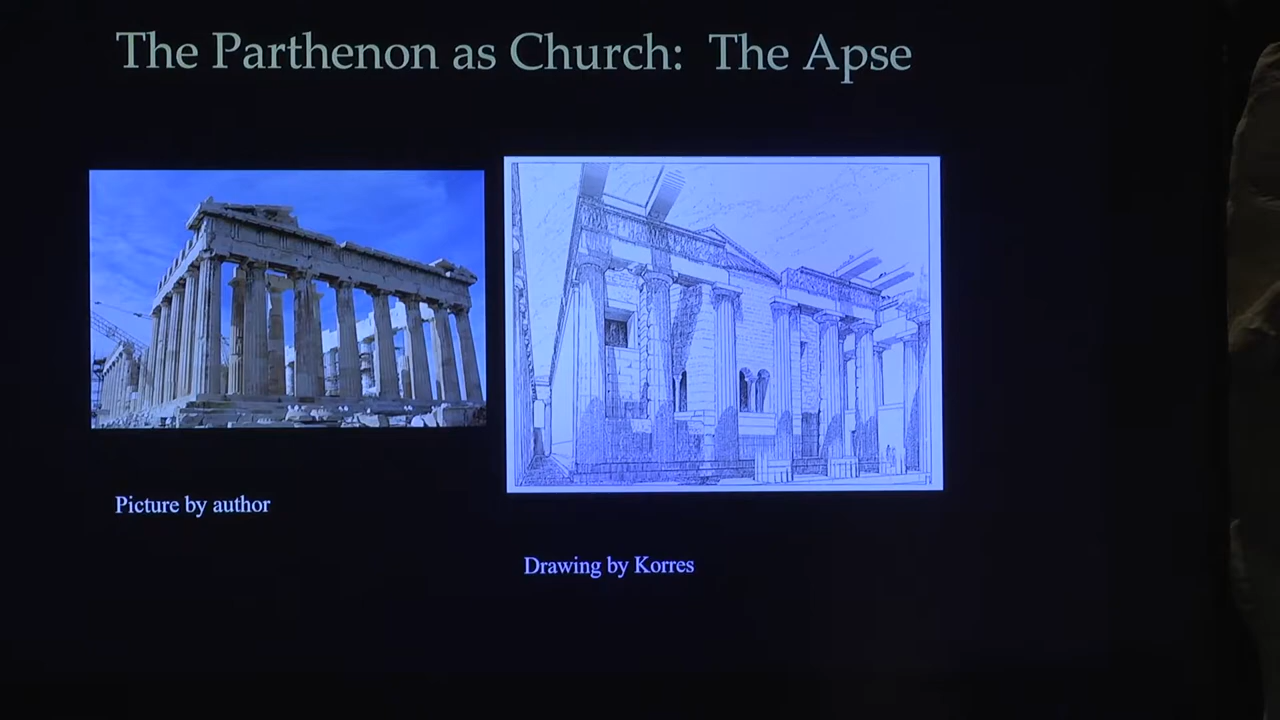 The Parthenon as Church: The Apse
Picture by author
Drawing by Korres